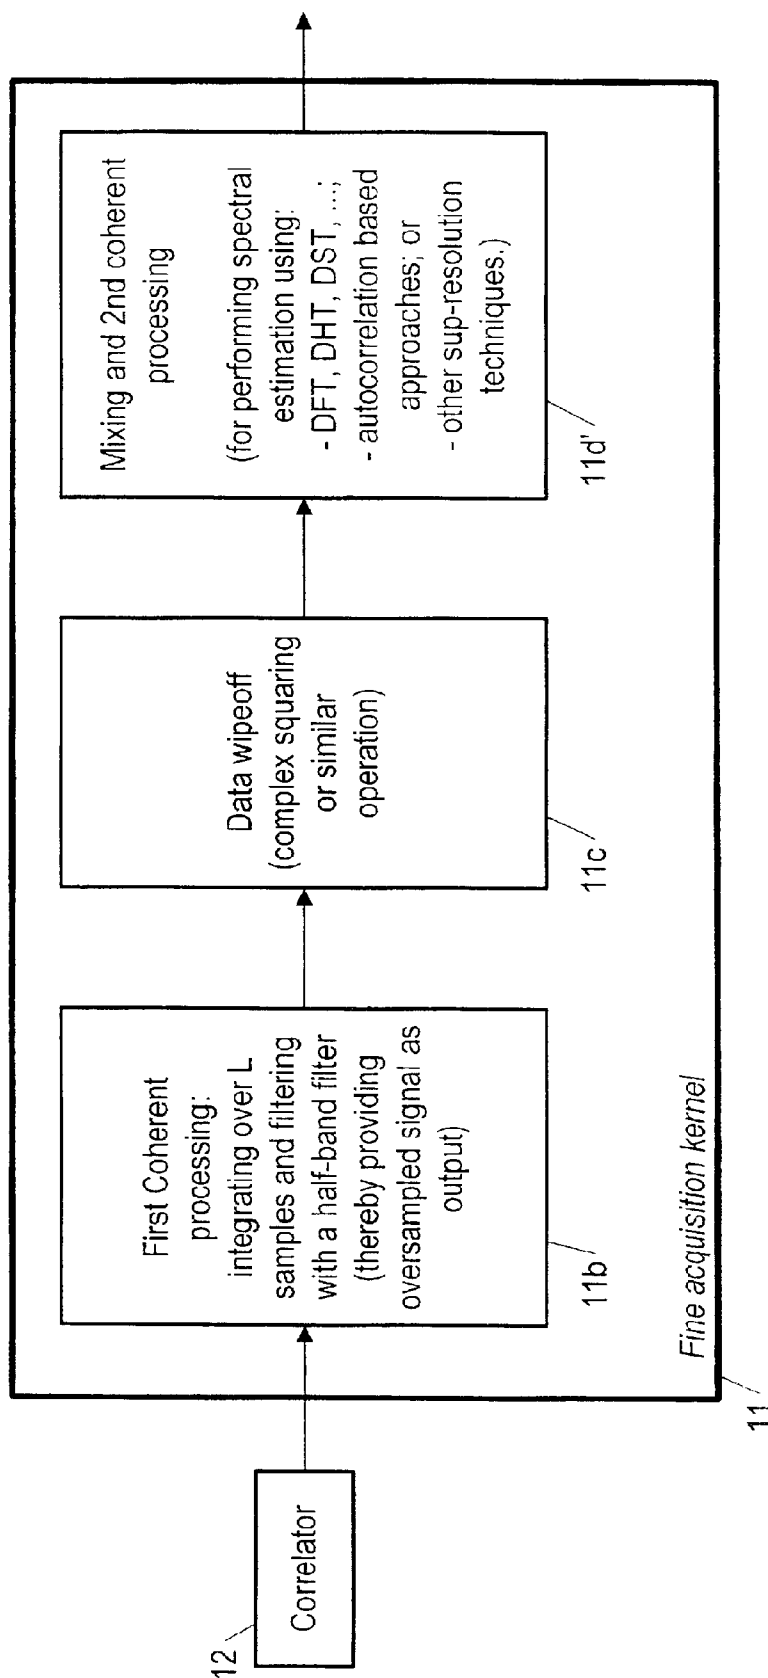 12
Correlator
First Coherent
processing:
integrating over L
samples and filtering
with a half-band filter
(thereby providing
oversampled signal as
output)
11b
Data wipeoff
(complex squaring
or similar
operation)
11c
Mixing and 2nd coherent
processing
(for performing spectral
estimation using:
- DFT, DHT, DST, ...;
- autocorrelation based
approaches; or
- other sup-resolution
techniques.)
11d'
Fine acquisition kernel
11